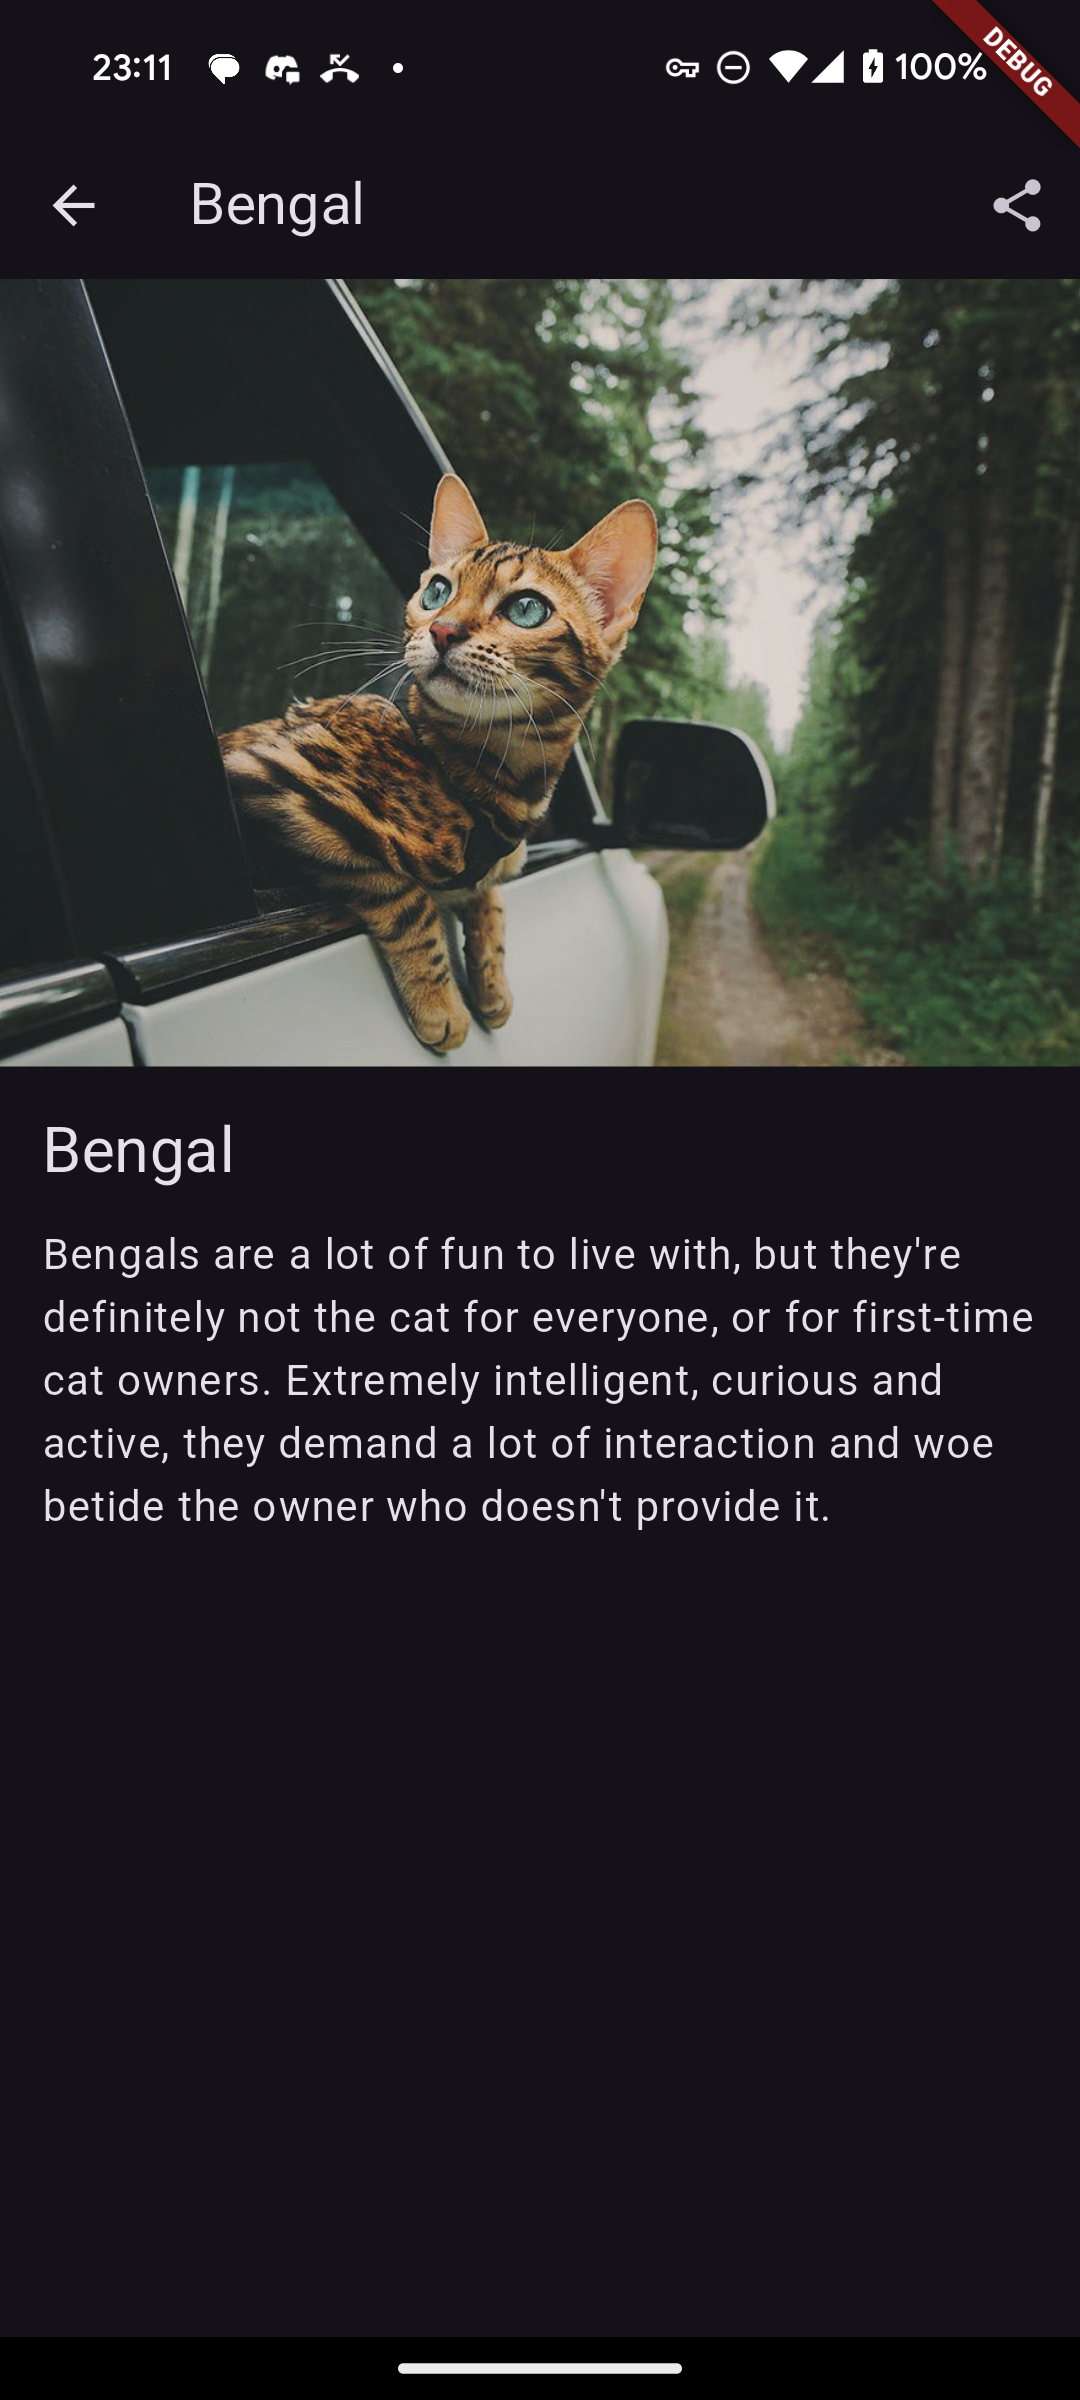 23:11
100%
DEBUG
Bengal
Bengal
Bengals are a lot of fun to live with, but they're
definitely not the cat for everyone, or for first-time
cat owners. Extremely intelligent, curious and
active, they demand a lot of interaction and woe
betide the owner who doesn't provide it.